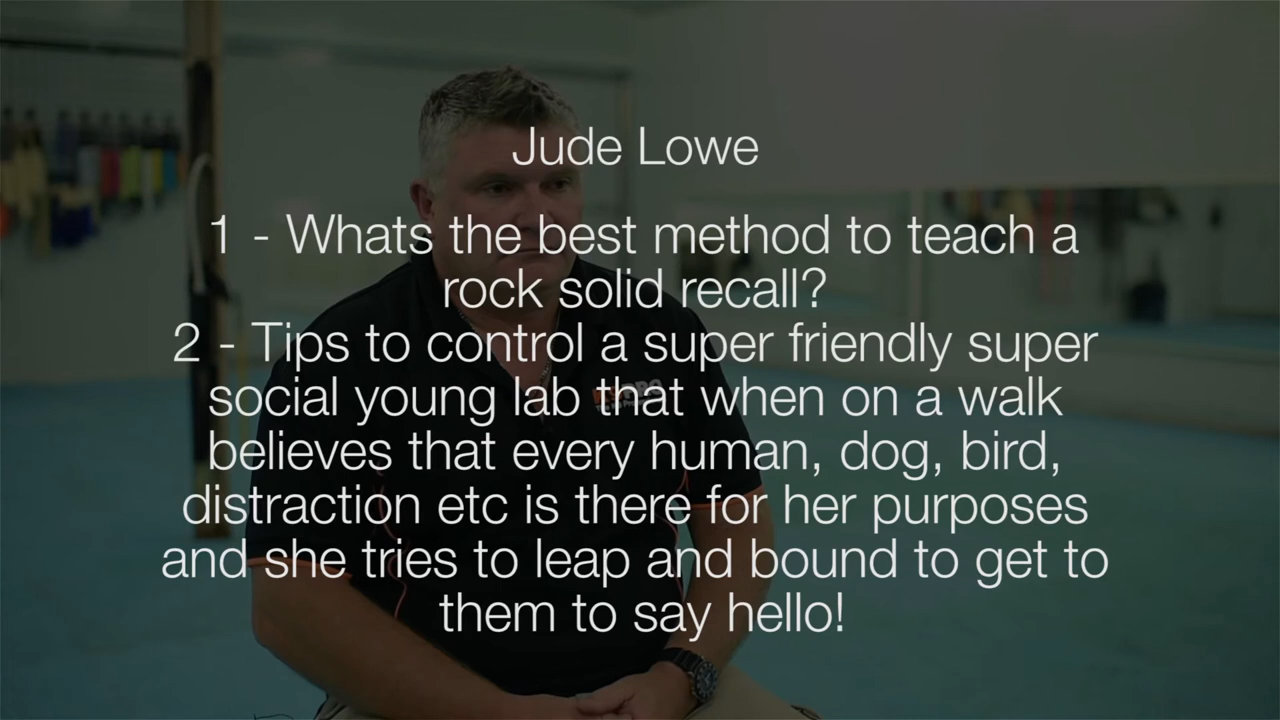 Jude Lowe
1 - Whats the best method to teach a
rock solid recall?
2 - Tips to control a super friendly super
social young lab that when on a walk
believes that every human, dog, bird,
distraction etc is there for her purposes
and she tries to leap and bound to get to
them to say hello!